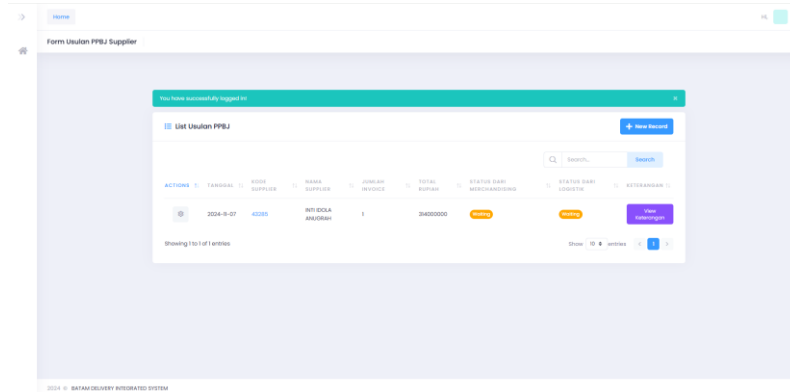 Home
Hi,
Form Usulan PPBJ Supplier
You have successfully logged in!
List Usulan PPBJ
New Record
Search...
Search
ACTIONS
TANGGAL
KODE SUPPLIER
NAMA SUPPLIER
JUMLAH INVOICE
TOTAL RUPIAH
STATUS DARI MERCHANDISING
STATUS DARI LOGISTIK
KETERANGAN
2024-11-07
43285
INTI IDOLA ANUGRAH
1
314000000
Waiting
Waiting
View Keterangan
Showing 1 to 1 of 1 entries
Show 10 entries
1
2024 © BATAM DELIVERY INTEGRATED SYSTEM